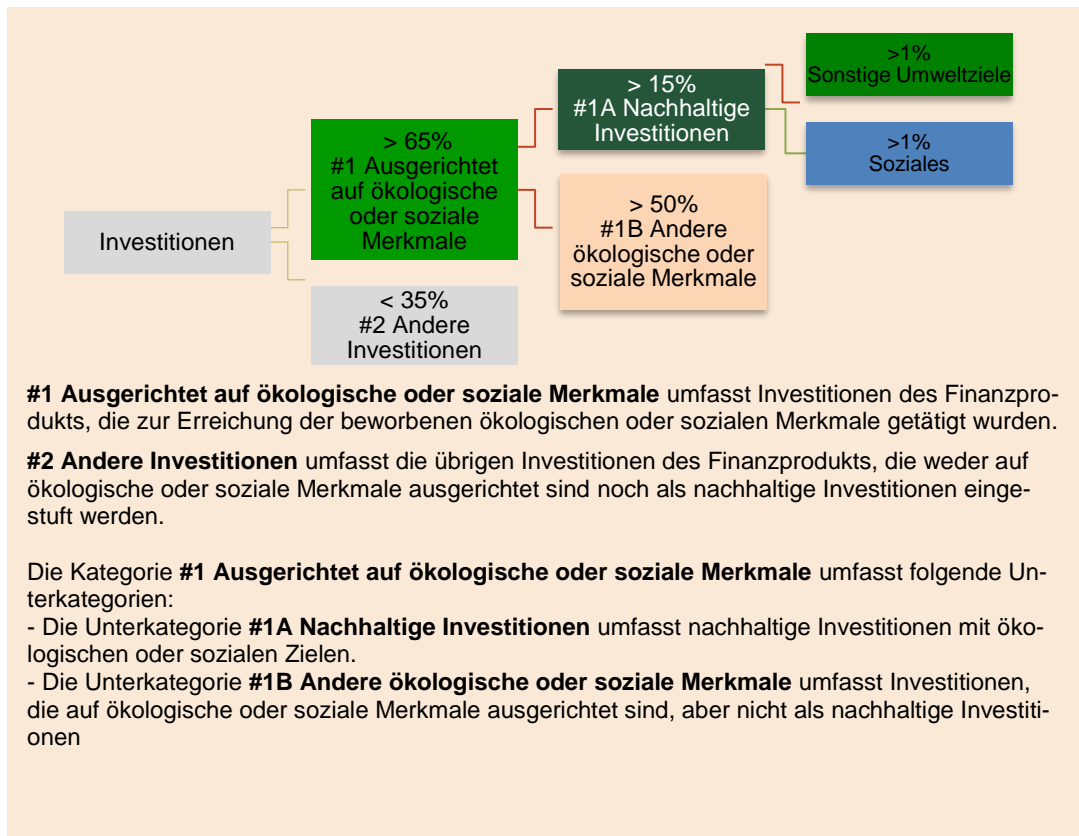 >1%
Sonstige Umweltziele
> 15%
#1A Nachhaltige
Investitionen
>1%
Soziales
> 65%
#1 Ausgerichtet
auf ökologische
oder soziale
Merkmale
> 50%
#1B Andere
ökologische oder
soziale Merkmale
Investitionen
< 35%
#2 Andere
Investitionen
#1 Ausgerichtet auf ökologische oder soziale Merkmale umfasst Investitionen des Finanzpro-
dukts, die zur Erreichung der beworbenen ökologischen oder sozialen Merkmale getätigt wurden.
#2 Andere Investitionen umfasst die übrigen Investitionen des Finanzprodukts, die weder auf
ökologische oder soziale Merkmale ausgerichtet sind noch als nachhaltige Investitionen einge-
stuft werden.
Die Kategorie #1 Ausgerichtet auf ökologische oder soziale Merkmale umfasst folgende Un-
terkategorien:
- Die Unterkategorie #1A Nachhaltige Investitionen umfasst nachhaltige Investitionen mit öko-
logischen oder sozialen Zielen.
- Die Unterkategorie #1B Andere ökologische oder soziale Merkmale umfasst Investitionen,
die auf ökologische oder soziale Merkmale ausgerichtet sind, aber nicht als nachhaltige Investiti-
onen